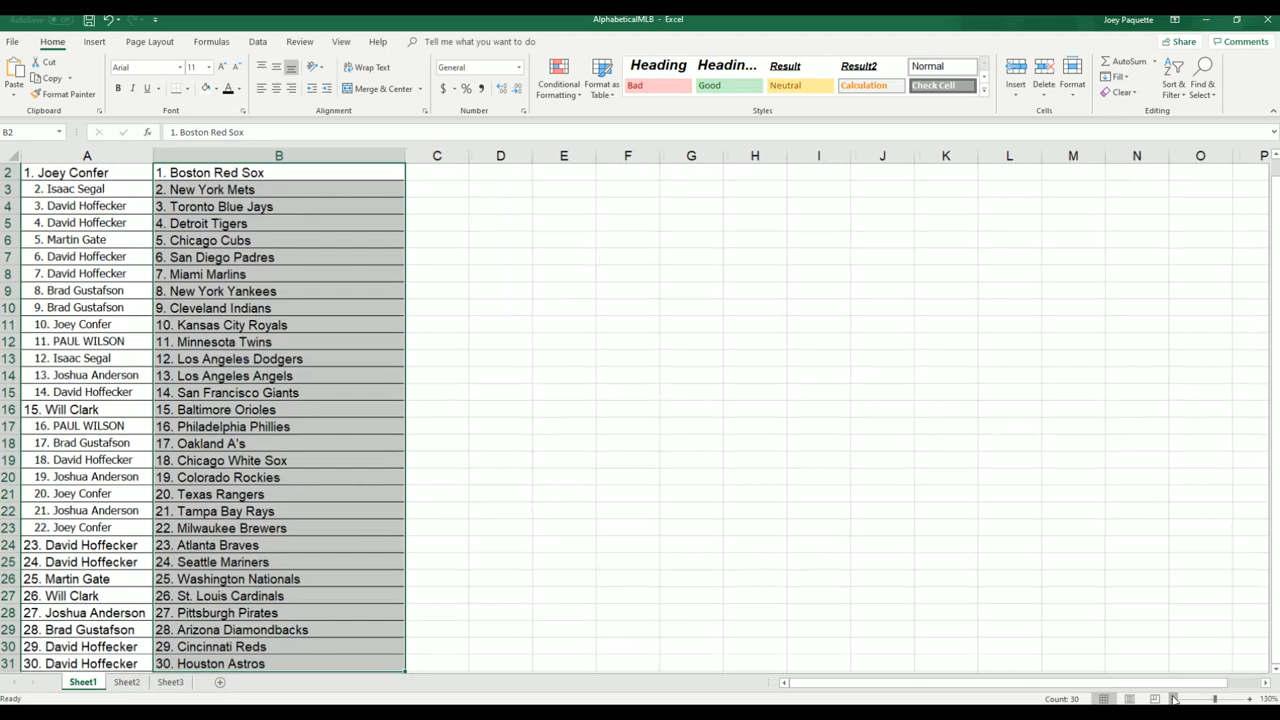 AutoSave
AlphabeticalMLB - Excel
Joey Paquette
File Home Insert Page Layout Formulas Data Review View Help Tell me what you want to do Share Comments
Cut
Copy
Format Painter
Paste
Clipboard
Arial 11
B I U
Font
Wrap Text
Merge & Center
Alignment
General
$ % ,
Number
Conditional Formatting
Format as Table
Heading Headin... Result Result2 Normal
Bad Good Neutral Calculation Check Cell
Styles
Insert Delete Format
Cells
AutoSum
Fill
Clear
Sort & Filter
Find & Select
Editing
B2 fx 1. Boston Red Sox
A B C D E F G H I J K L M N O P
2 1. Joey Confer 1. Boston Red Sox
3 2. Isaac Segal 2. New York Mets
4 3. David Hoffecker 3. Toronto Blue Jays
5 4. David Hoffecker 4. Detroit Tigers
6 5. Martin Gate 5. Chicago Cubs
7 6. David Hoffecker 6. San Diego Padres
8 7. David Hoffecker 7. Miami Marlins
9 8. Brad Gustafson 8. New York Yankees
10 9. Brad Gustafson 9. Cleveland Indians
11 10. Joey Confer 10. Kansas City Royals
12 11. PAUL WILSON 11. Minnesota Twins
13 12. Isaac Segal 12. Los Angeles Dodgers
14 13. Joshua Anderson 13. Los Angeles Angels
15 14. David Hoffecker 14. San Francisco Giants
16 15. Will Clark 15. Baltimore Orioles
17 16. PAUL WILSON 16. Philadelphia Phillies
18 17. Brad Gustafson 17. Oakland A's
19 18. David Hoffecker 18. Chicago White Sox
20 19. Joshua Anderson 19. Colorado Rockies
21 20. Joey Confer 20. Texas Rangers
22 21. Joshua Anderson 21. Tampa Bay Rays
23 22. Joey Confer 22. Milwaukee Brewers
24 23. David Hoffecker 23. Atlanta Braves
25 24. David Hoffecker 24. Seattle Mariners
26 25. Martin Gate 25. Washington Nationals
27 26. Will Clark 26. St. Louis Cardinals
28 27. Joshua Anderson 27. Pittsburgh Pirates
29 28. Brad Gustafson 28. Arizona Diamondbacks
30 29. David Hoffecker 29. Cincinnati Reds
31 30. David Hoffecker 30. Houston Astros
Sheet1 Sheet2 Sheet3
Ready Count: 30 130%